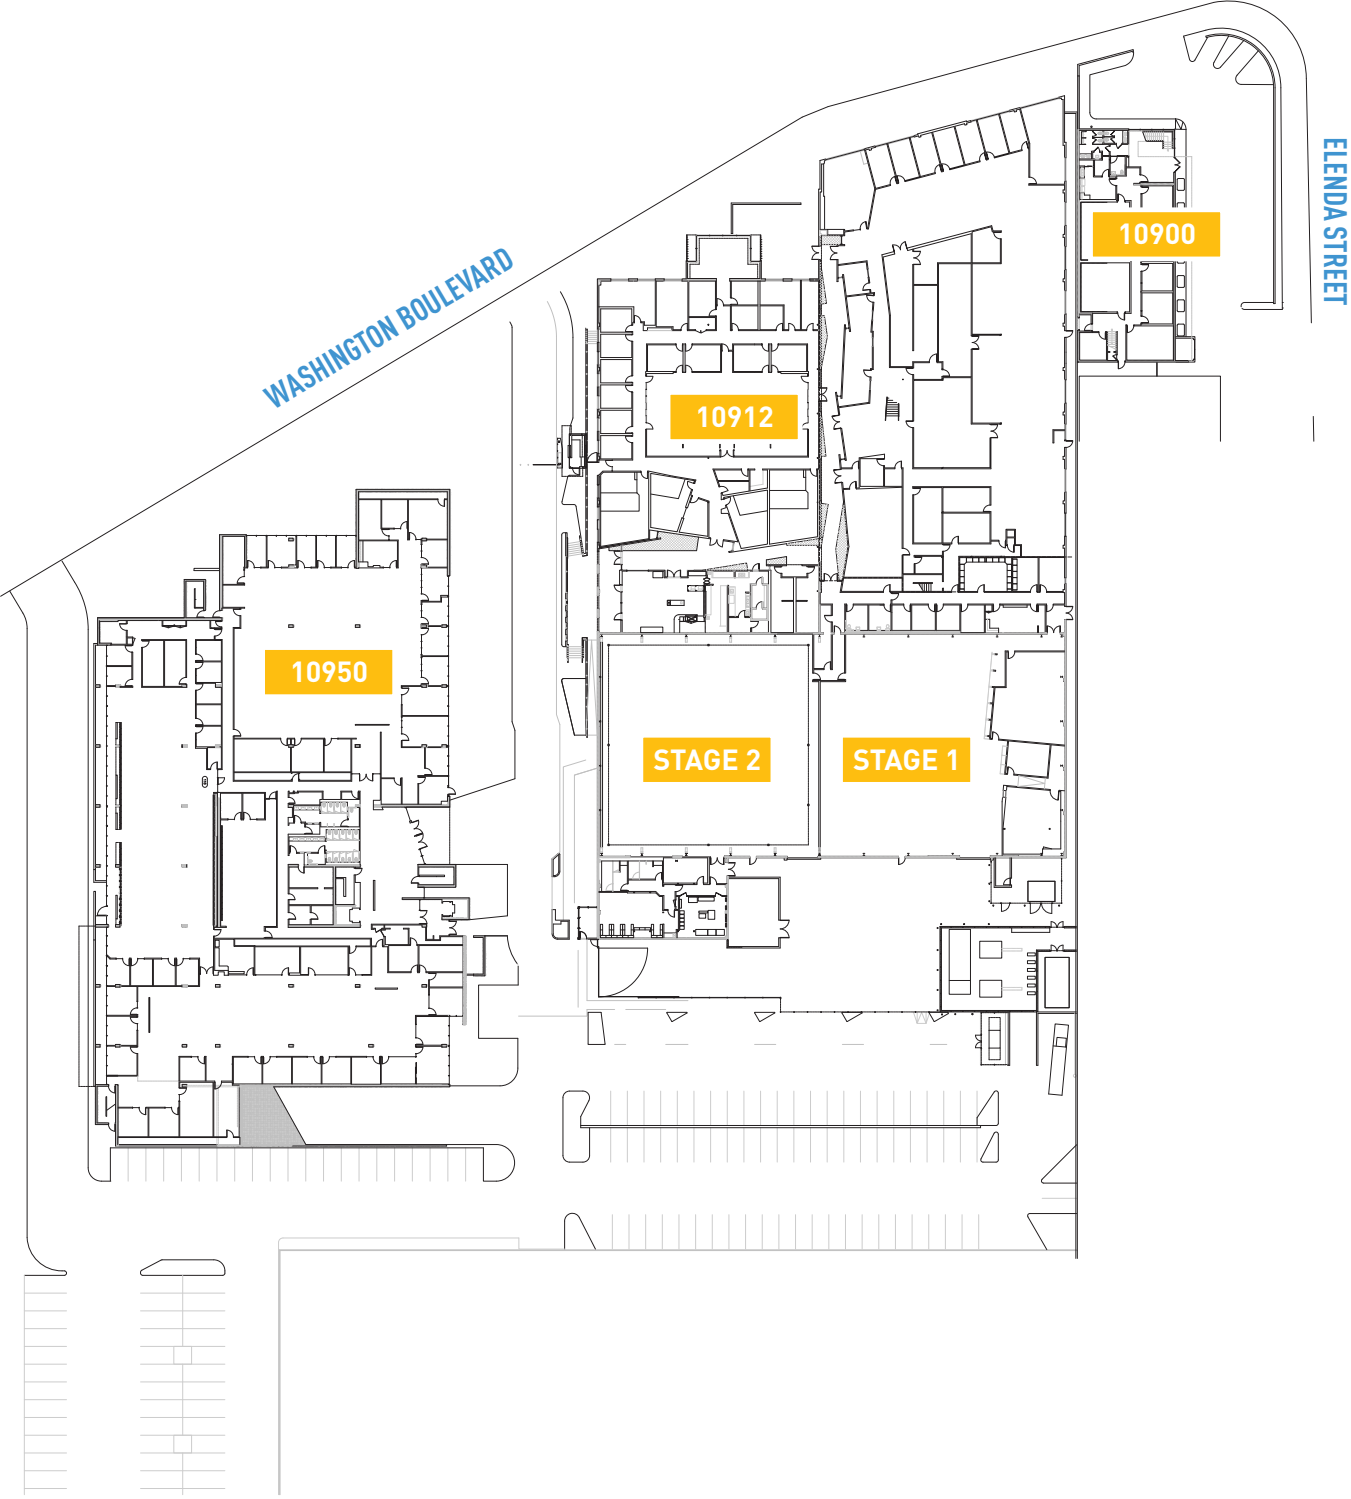 ELENDA STREET
10900
WASHINGTON BOULEVARD
10912
10950
STAGE 2
STAGE 1